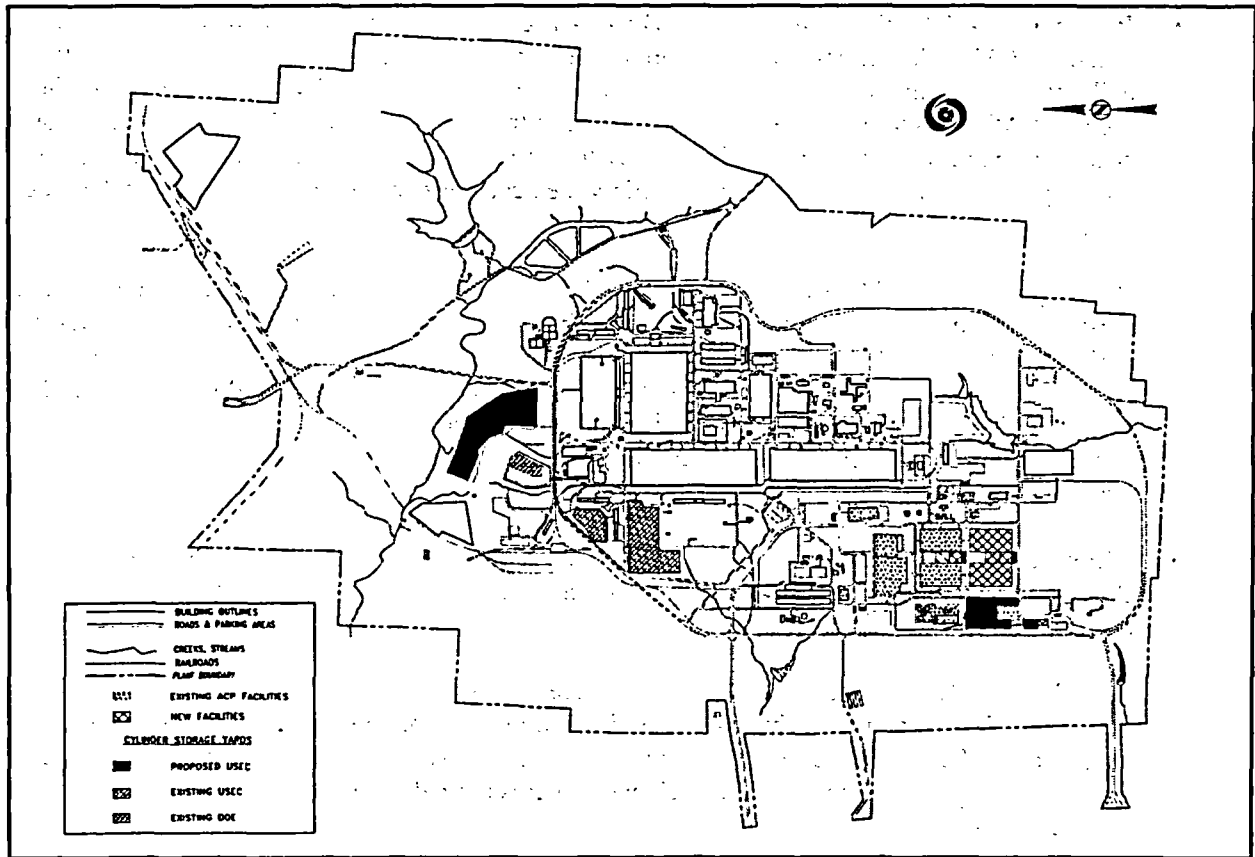 N
BUILDING OUTLINES
ROADS & PARKING AREAS
CREEKS, STREAMS
RAILROADS
PLANT BOUNDARY
EXISTING ACP FACILITIES
NEW FACILITIES
CYLINDER STORAGE YARDS
PROPOSED USEC
EXISTING USEC
EXISTING DOE